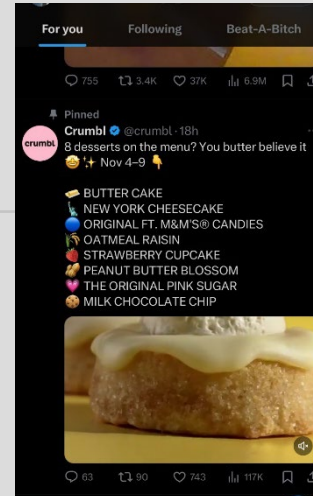 For you Following Beat-A-Bitch
755 3.4K 37K 6.9M
Pinned
Crumbl @crumbl · 18h
crumbl
8 desserts on the menu? You butter believe it
🤩✨ Nov 4–9 👇
🧈 BUTTER CAKE
🗽 NEW YORK CHEESECAKE
🔵 ORIGINAL FT. M&M'S® CANDIES
🌾 OATMEAL RAISIN
🍓 STRAWBERRY CUPCAKE
🥜 PEANUT BUTTER BLOSSOM
💗 THE ORIGINAL PINK SUGAR
🍪 MILK CHOCOLATE CHIP
63 90 743 117K